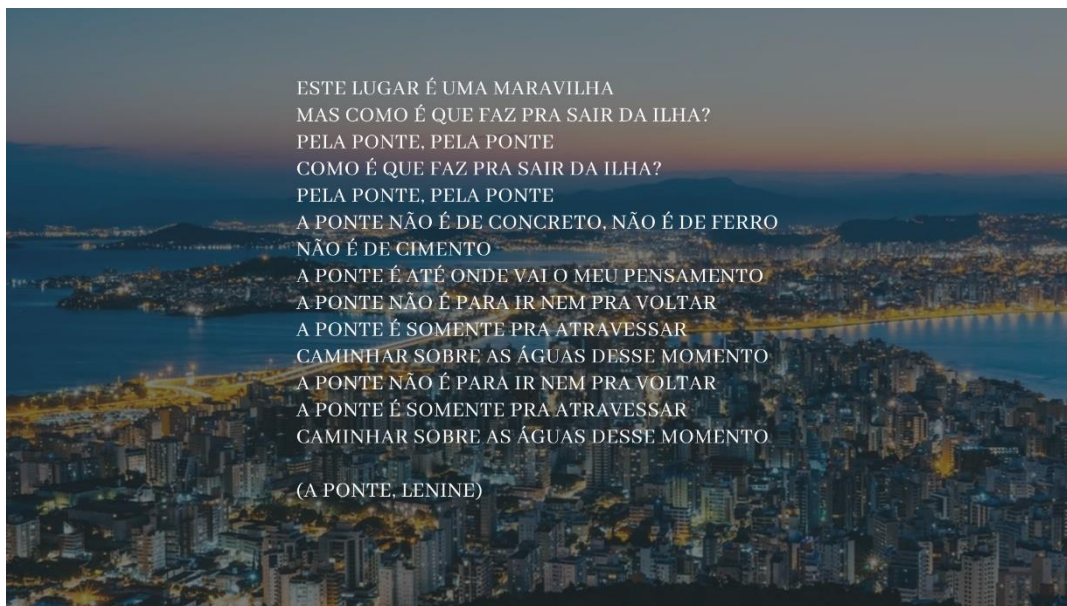 ESTE LUGAR É UMA MARAVILHA
MAS COMO É QUE FAZ PRA SAIR DA ILHA?
PELA PONTE, PELA PONTE
COMO É QUE FAZ PRA SAIR DA ILHA?
PELA PONTE, PELA PONTE
A PONTE NÃO É DE CONCRETO, NÃO É DE FERRO
NÃO É DE CIMENTO
A PONTE É ATÉ ONDE VAI O MEU PENSAMENTO
A PONTE NÃO É PARA IR NEM PRA VOLTAR
A PONTE É SOMENTE PRA ATRAVESSAR
CAMINHAR SOBRE AS ÁGUAS DESSE MOMENTO
A PONTE NÃO É PARA IR NEM PRA VOLTAR
A PONTE É SOMENTE PRA ATRAVESSAR
CAMINHAR SOBRE AS ÁGUAS DESSE MOMENTO
(A PONTE, LENINE)